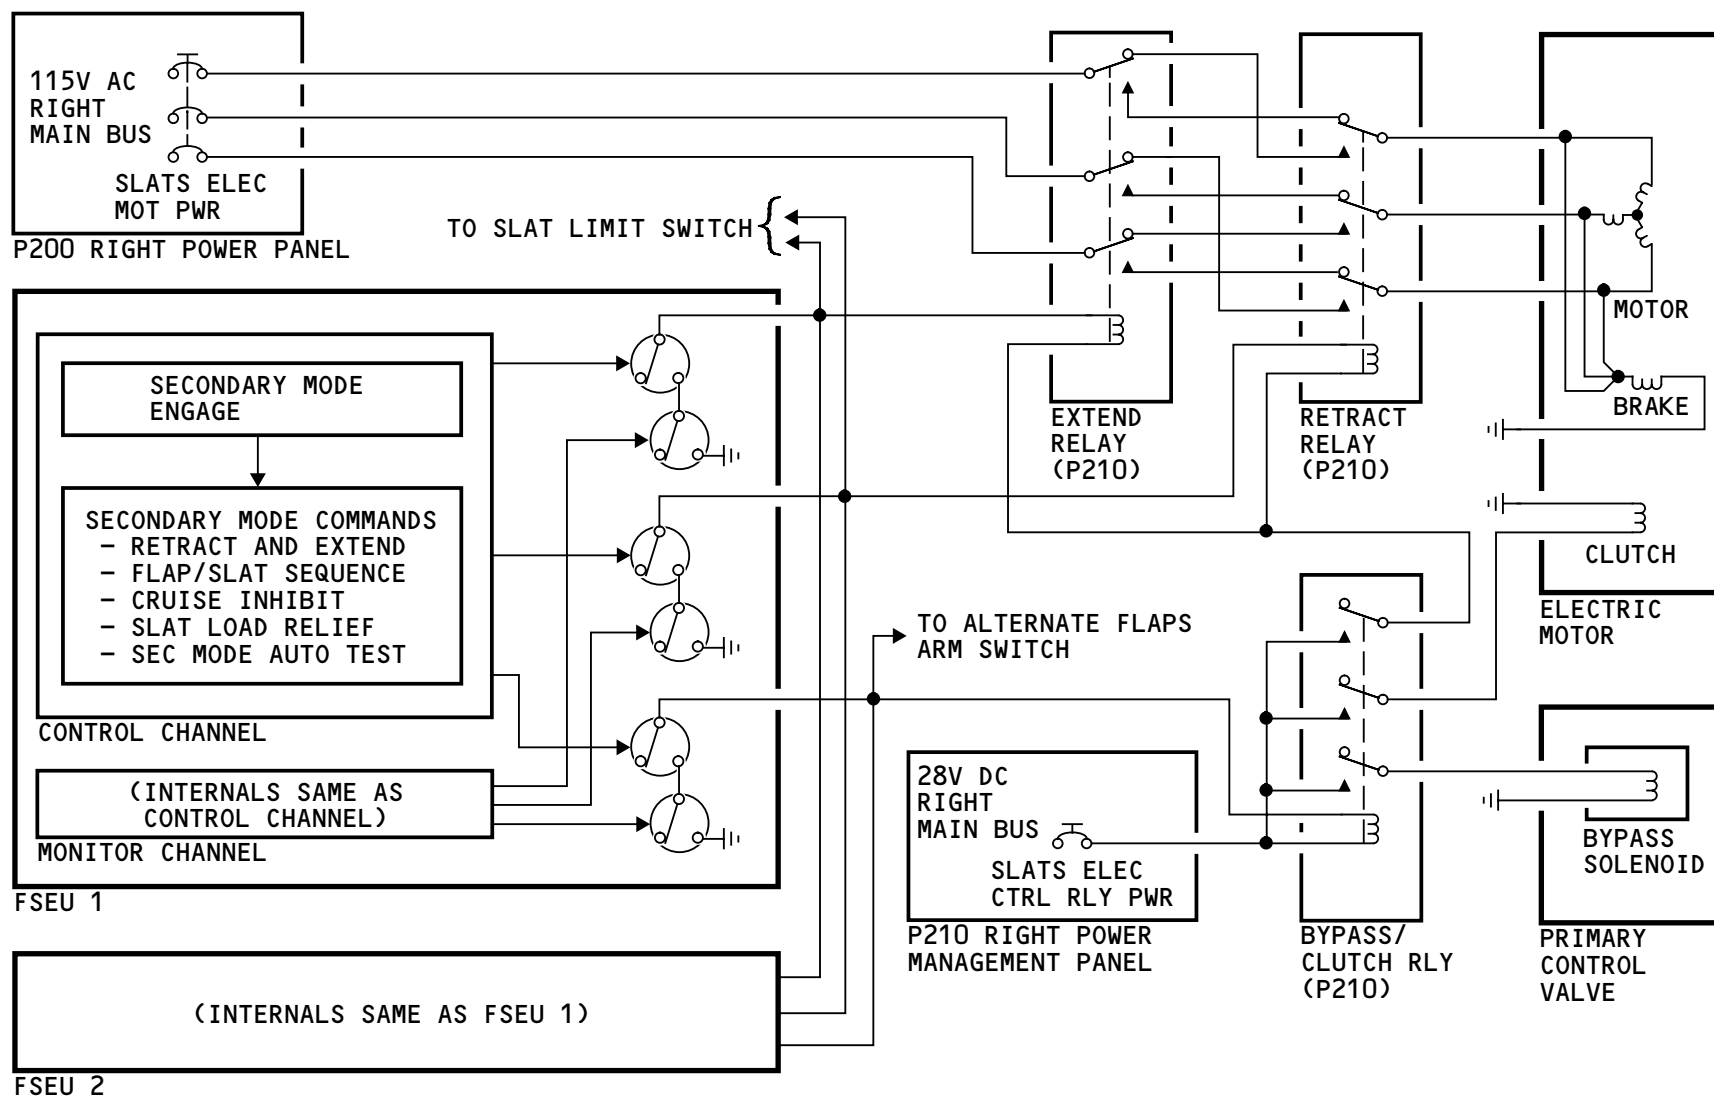 115V AC
RIGHT
MAIN BUS
SLATS ELEC
MOT PWR
P200 RIGHT POWER PANEL
TO SLAT LIMIT SWITCH
SECONDARY MODE
ENGAGE
SECONDARY MODE COMMANDS
- RETRACT AND EXTEND
- FLAP/SLAT SEQUENCE
- CRUISE INHIBIT
- SLAT LOAD RELIEF
- SEC MODE AUTO TEST
CONTROL CHANNEL
(INTERNALS SAME AS
CONTROL CHANNEL)
MONITOR CHANNEL
FSEU 1
(INTERNALS SAME AS FSEU 1)
FSEU 2
EXTEND
RELAY
(P210)
RETRACT
RELAY
(P210)
MOTOR
BRAKE
CLUTCH
ELECTRIC
MOTOR
TO ALTERNATE FLAPS
ARM SWITCH
28V DC
RIGHT
MAIN BUS
SLATS ELEC
CTRL RLY PWR
P210 RIGHT POWER
MANAGEMENT PANEL
BYPASS/
CLUTCH RLY
(P210)
BYPASS
SOLENOID
PRIMARY
CONTROL
VALVE